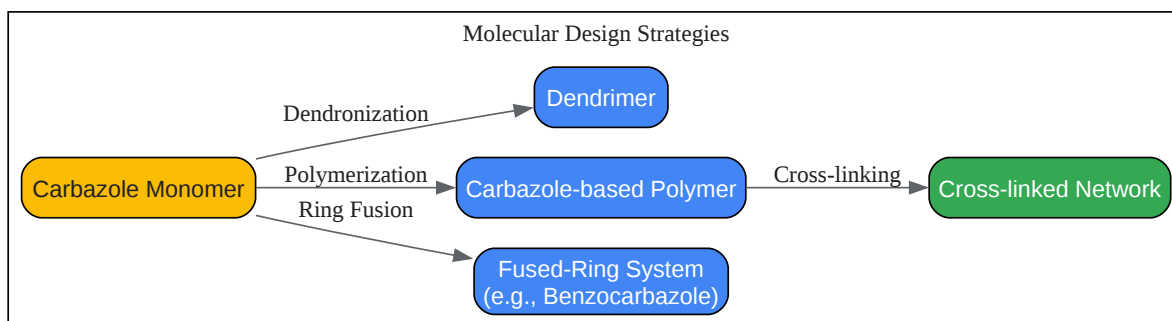 Molecular Design Strategies
Dendronization
Dendrimer
Carbazole Monomer
Polymerization
Carbazole-based Polymer
Cross-linking
Cross-linked Network
Ring Fusion
Fused-Ring System
(e.g., Benzocarbazole)